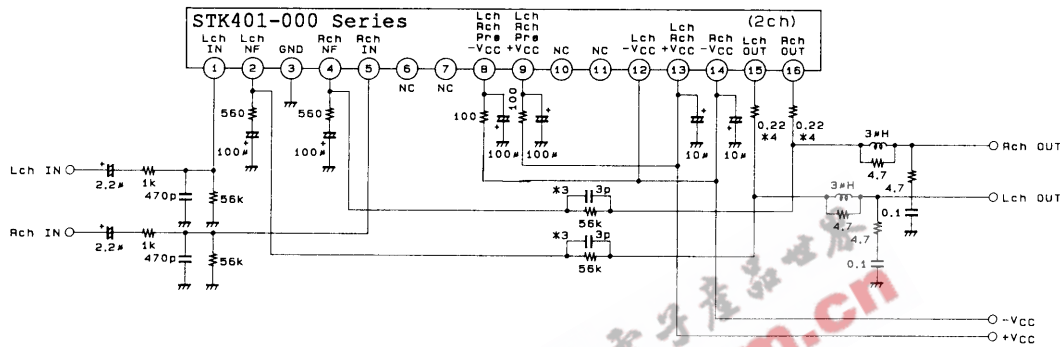 STK401-000 Series
(2ch)
Lch IN
Lch NF
GND
Rch NF
Rch IN
Lch Rch Pre -VCC
Lch Rch Pre +VCC
NC
NC
Lch -VCC
Lch Rch +VCC
Rch -VCC
Lch OUT
Rch OUT
1 2 3 4 5 6 7 8 9 10 11 12 13 14 15 16
NC
NC
560
100μ
560
100μ
100
100
100μ
100μ
10μ
10μ
0.22
*4
0.22
*4
3μH
4.7
Rch OUT
4.7
0.1
3μH
4.7
Lch OUT
4.7
0.1
Lch IN
2.2μ
1k
470p
56k
Rch IN
2.2μ
1k
470p
56k
*3
3p
56k
*3
3p
56k
子產品世界
m.cn
-VCC
+VCC